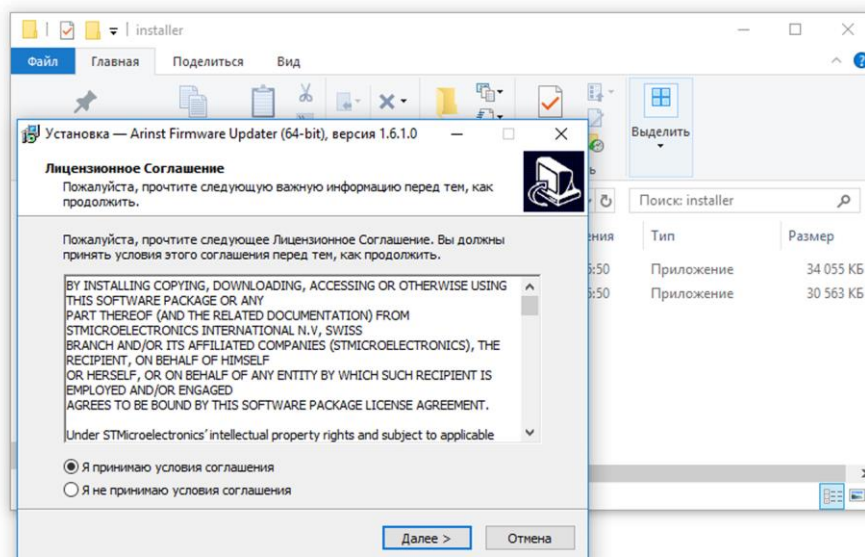 installer
Файл
Главная
Поделиться
Вид
Выделить
Поиск: installer
Тип
Размер
5:50
Приложение
34 055 КБ
5:50
Приложение
30 563 КБ
Установка — Arinst Firmware Updater (64-bit), версия 1.6.1.0
Лицензионное Соглашение
Пожалуйста, прочтите следующую важную информацию перед тем, как
продолжить.
Пожалуйста, прочтите следующее Лицензионное Соглашение. Вы должны
принять условия этого соглашения перед тем, как продолжить.
BY INSTALLING COPYING, DOWNLOADING, ACCESSING OR OTHERWISE USING
THIS SOFTWARE PACKAGE OR ANY
PART THEREOF (AND THE RELATED DOCUMENTATION) FROM
STMICROELECTRONICS INTERNATIONAL N.V, SWISS
BRANCH AND/OR ITS AFFILIATED COMPANIES (STMICROELECTRONICS), THE
RECIPIENT, ON BEHALF OF HIMSELF
OR HERSELF, OR ON BEHALF OF ANY ENTITY BY WHICH SUCH RECIPIENT IS
EMPLOYED AND/OR ENGAGED
AGREES TO BE BOUND BY THIS SOFTWARE PACKAGE LICENSE AGREEMENT.
Under STMicroelectronics´ intellectual property rights and subject to applicable
Я принимаю условия соглашения
Я не принимаю условия соглашения
Далее >
Отмена